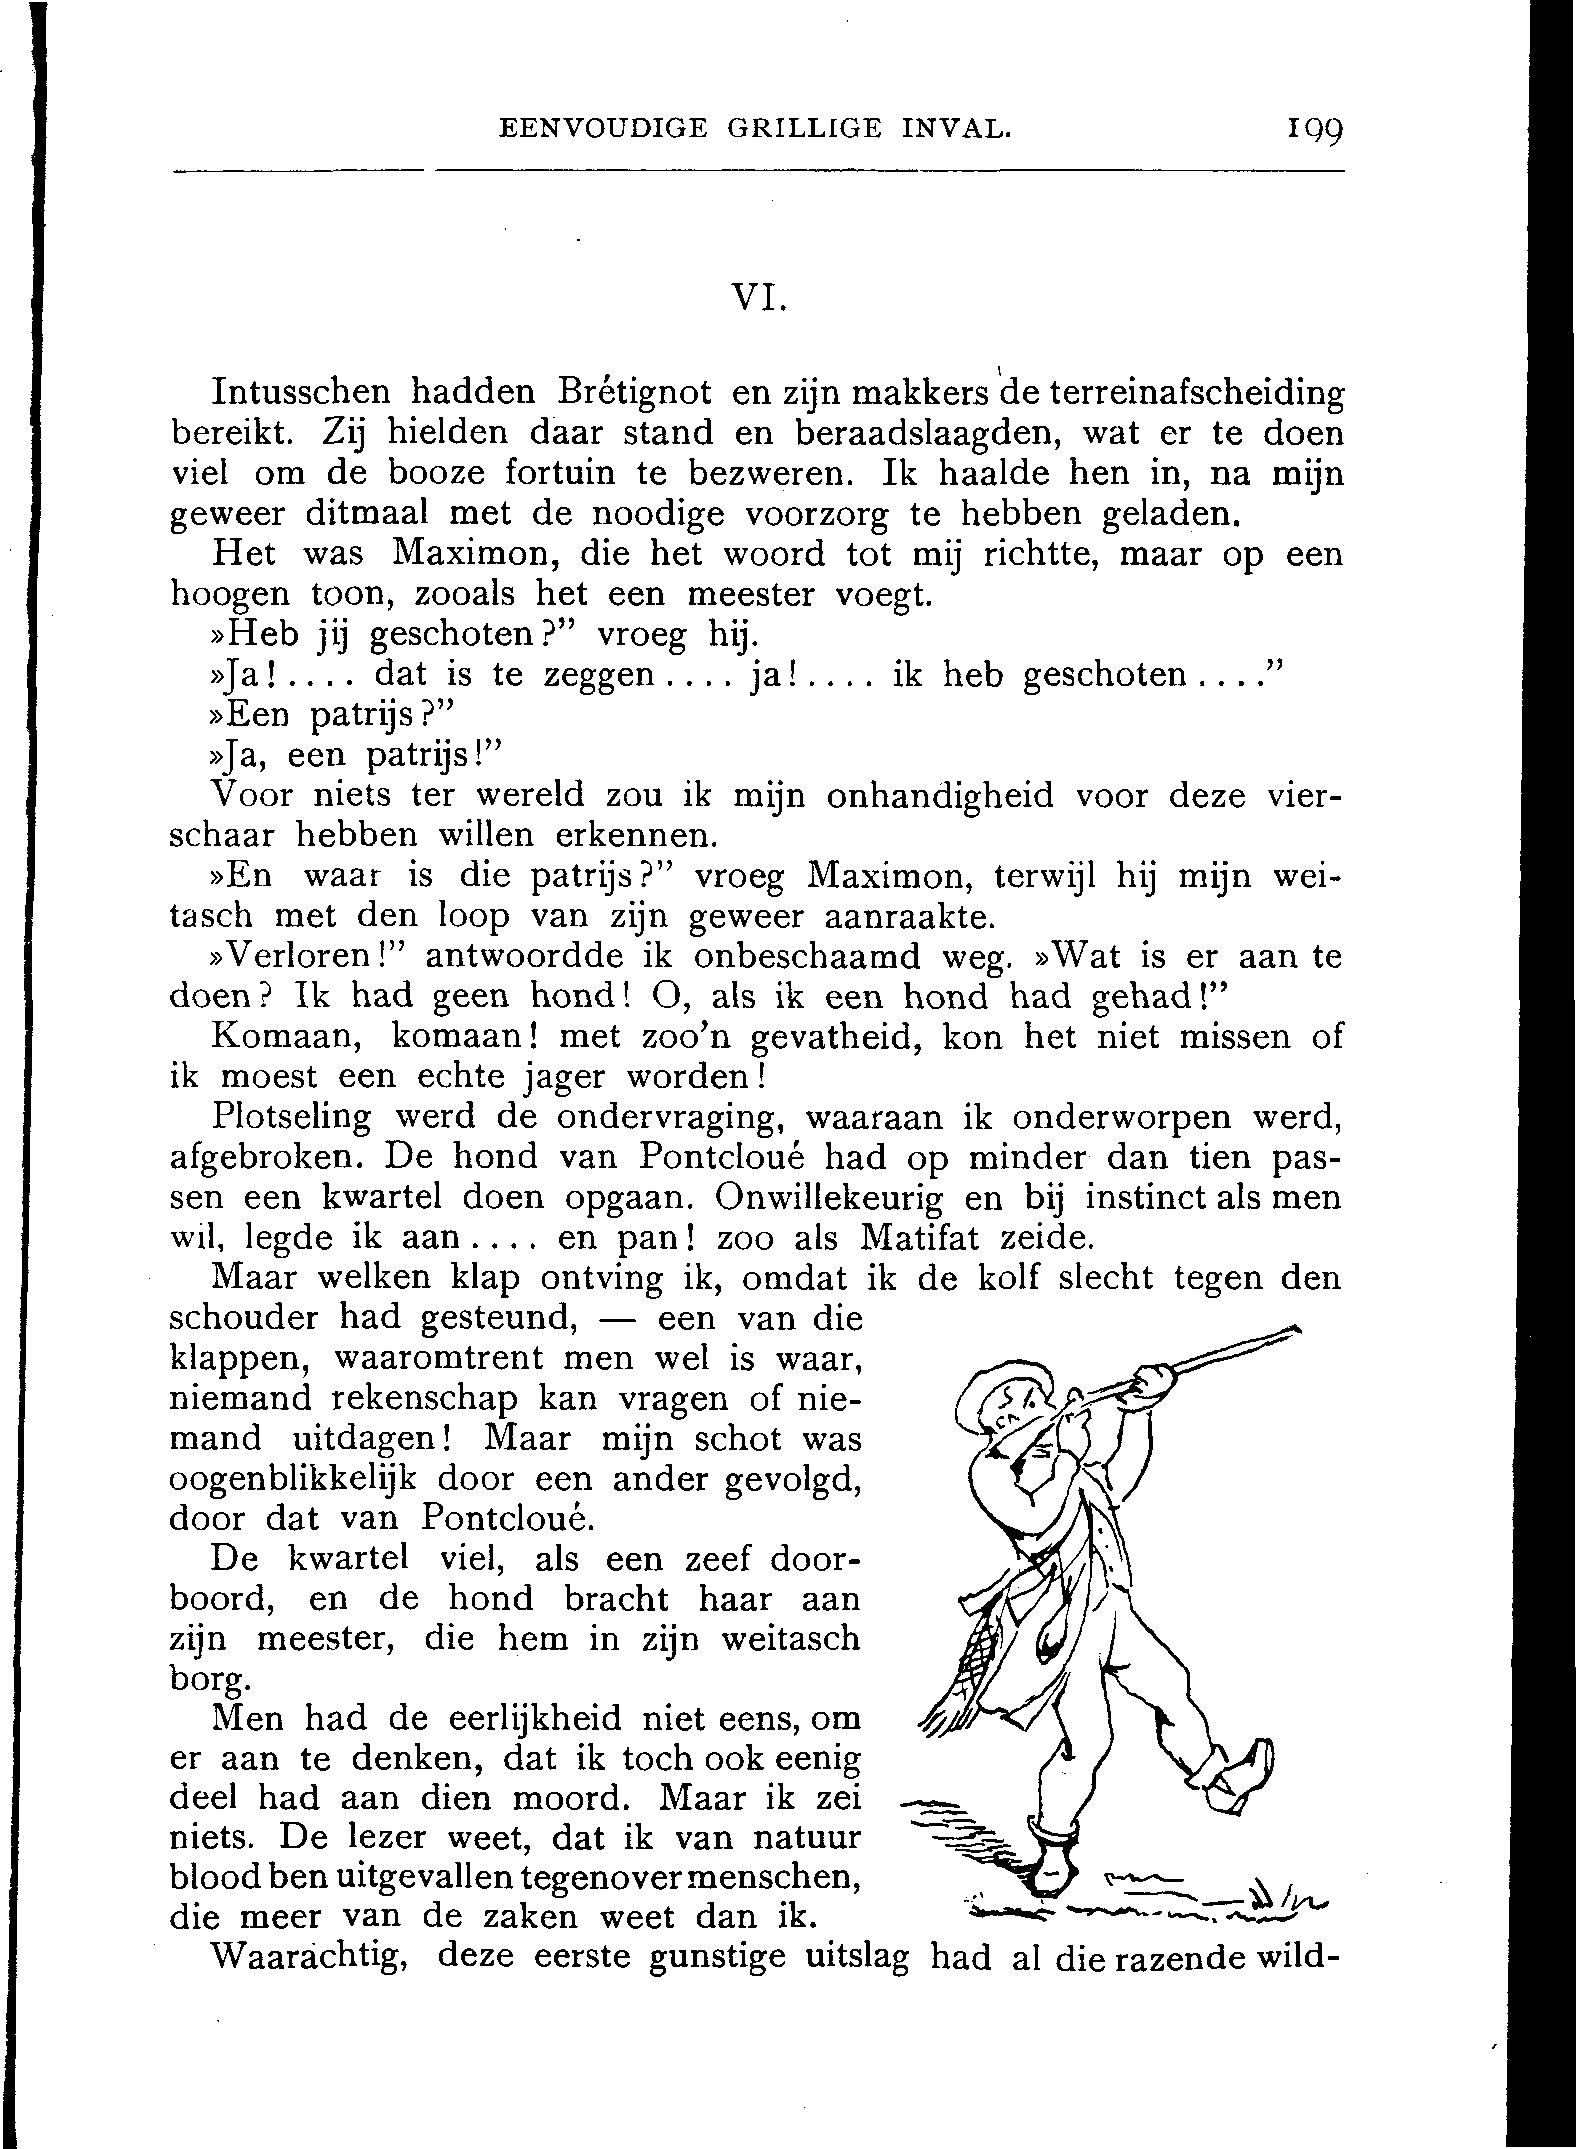 EENVOUDIGE GRILLIGE INVAL. 199
VI.
Intusschen hadden Brétignot en zijn makkers de terreinafscheiding
bereikt. Zij hielden daar stand en beraadslaagden, wat er te doen
viel om de booze fortuin te bezweren. Ik haalde hen in, na mijn
geweer ditmaal met de noodige voorzorg te hebben geladen.
Het was Maximon, die het woord tot mij richtte, maar op een
hoogen toon, zooals het een meester voegt.
»Heb jij geschoten?” vroeg hij.
»Ja!.... dat is te zeggen.... ja!.... ik heb geschoten....”
»Een patrijs?”
»Ja, een patrijs!”
Voor niets ter wereld zou ik mijn onhandigheid voor deze vier-
schaar hebben willen erkennen.
»En waar is die patrijs?” vroeg Maximon, terwijl hij mijn wei-
tasch met den loop van zijn geweer aanraakte.
»Verloren!” antwoordde ik onbeschaamd weg. »Wat is er aan te
doen? Ik had geen hond! O, als ik een hond had gehad!”
Komaan, komaan! met zoo’n gevatheid, kon het niet missen of
ik moest een echte jager worden!
Plotseling werd de ondervraging, waaraan ik onderworpen werd,
afgebroken. De hond van Pontcloué had op minder dan tien pas-
sen een kwartel doen opgaan. Onwillekeurig en bij instinct als men
wil, legde ik aan.... en pan! zoo als Matifat zeide.
Maar welken klap ontving ik, omdat ik de kolf slecht tegen den
schouder had gesteund, — een van die
klappen, waaromtrent men wel is waar,
niemand rekenschap kan vragen of nie-
mand uitdagen! Maar mijn schot was
oogenblikkelijk door een ander gevolgd,
door dat van Pontcloué.
De kwartel viel, als een zeef door-
boord, en de hond bracht haar aan
zijn meester, die hem in zijn weitasch
borg.
Men had de eerlijkheid niet eens, om
er aan te denken, dat ik toch ook eenig
deel had aan dien moord. Maar ik zei
niets. De lezer weet, dat ik van natuur
blood ben uitgevallen tegenover menschen,
die meer van de zaken weet dan ik.
Waarachtig, deze eerste gunstige uitslag had al die razende wild-